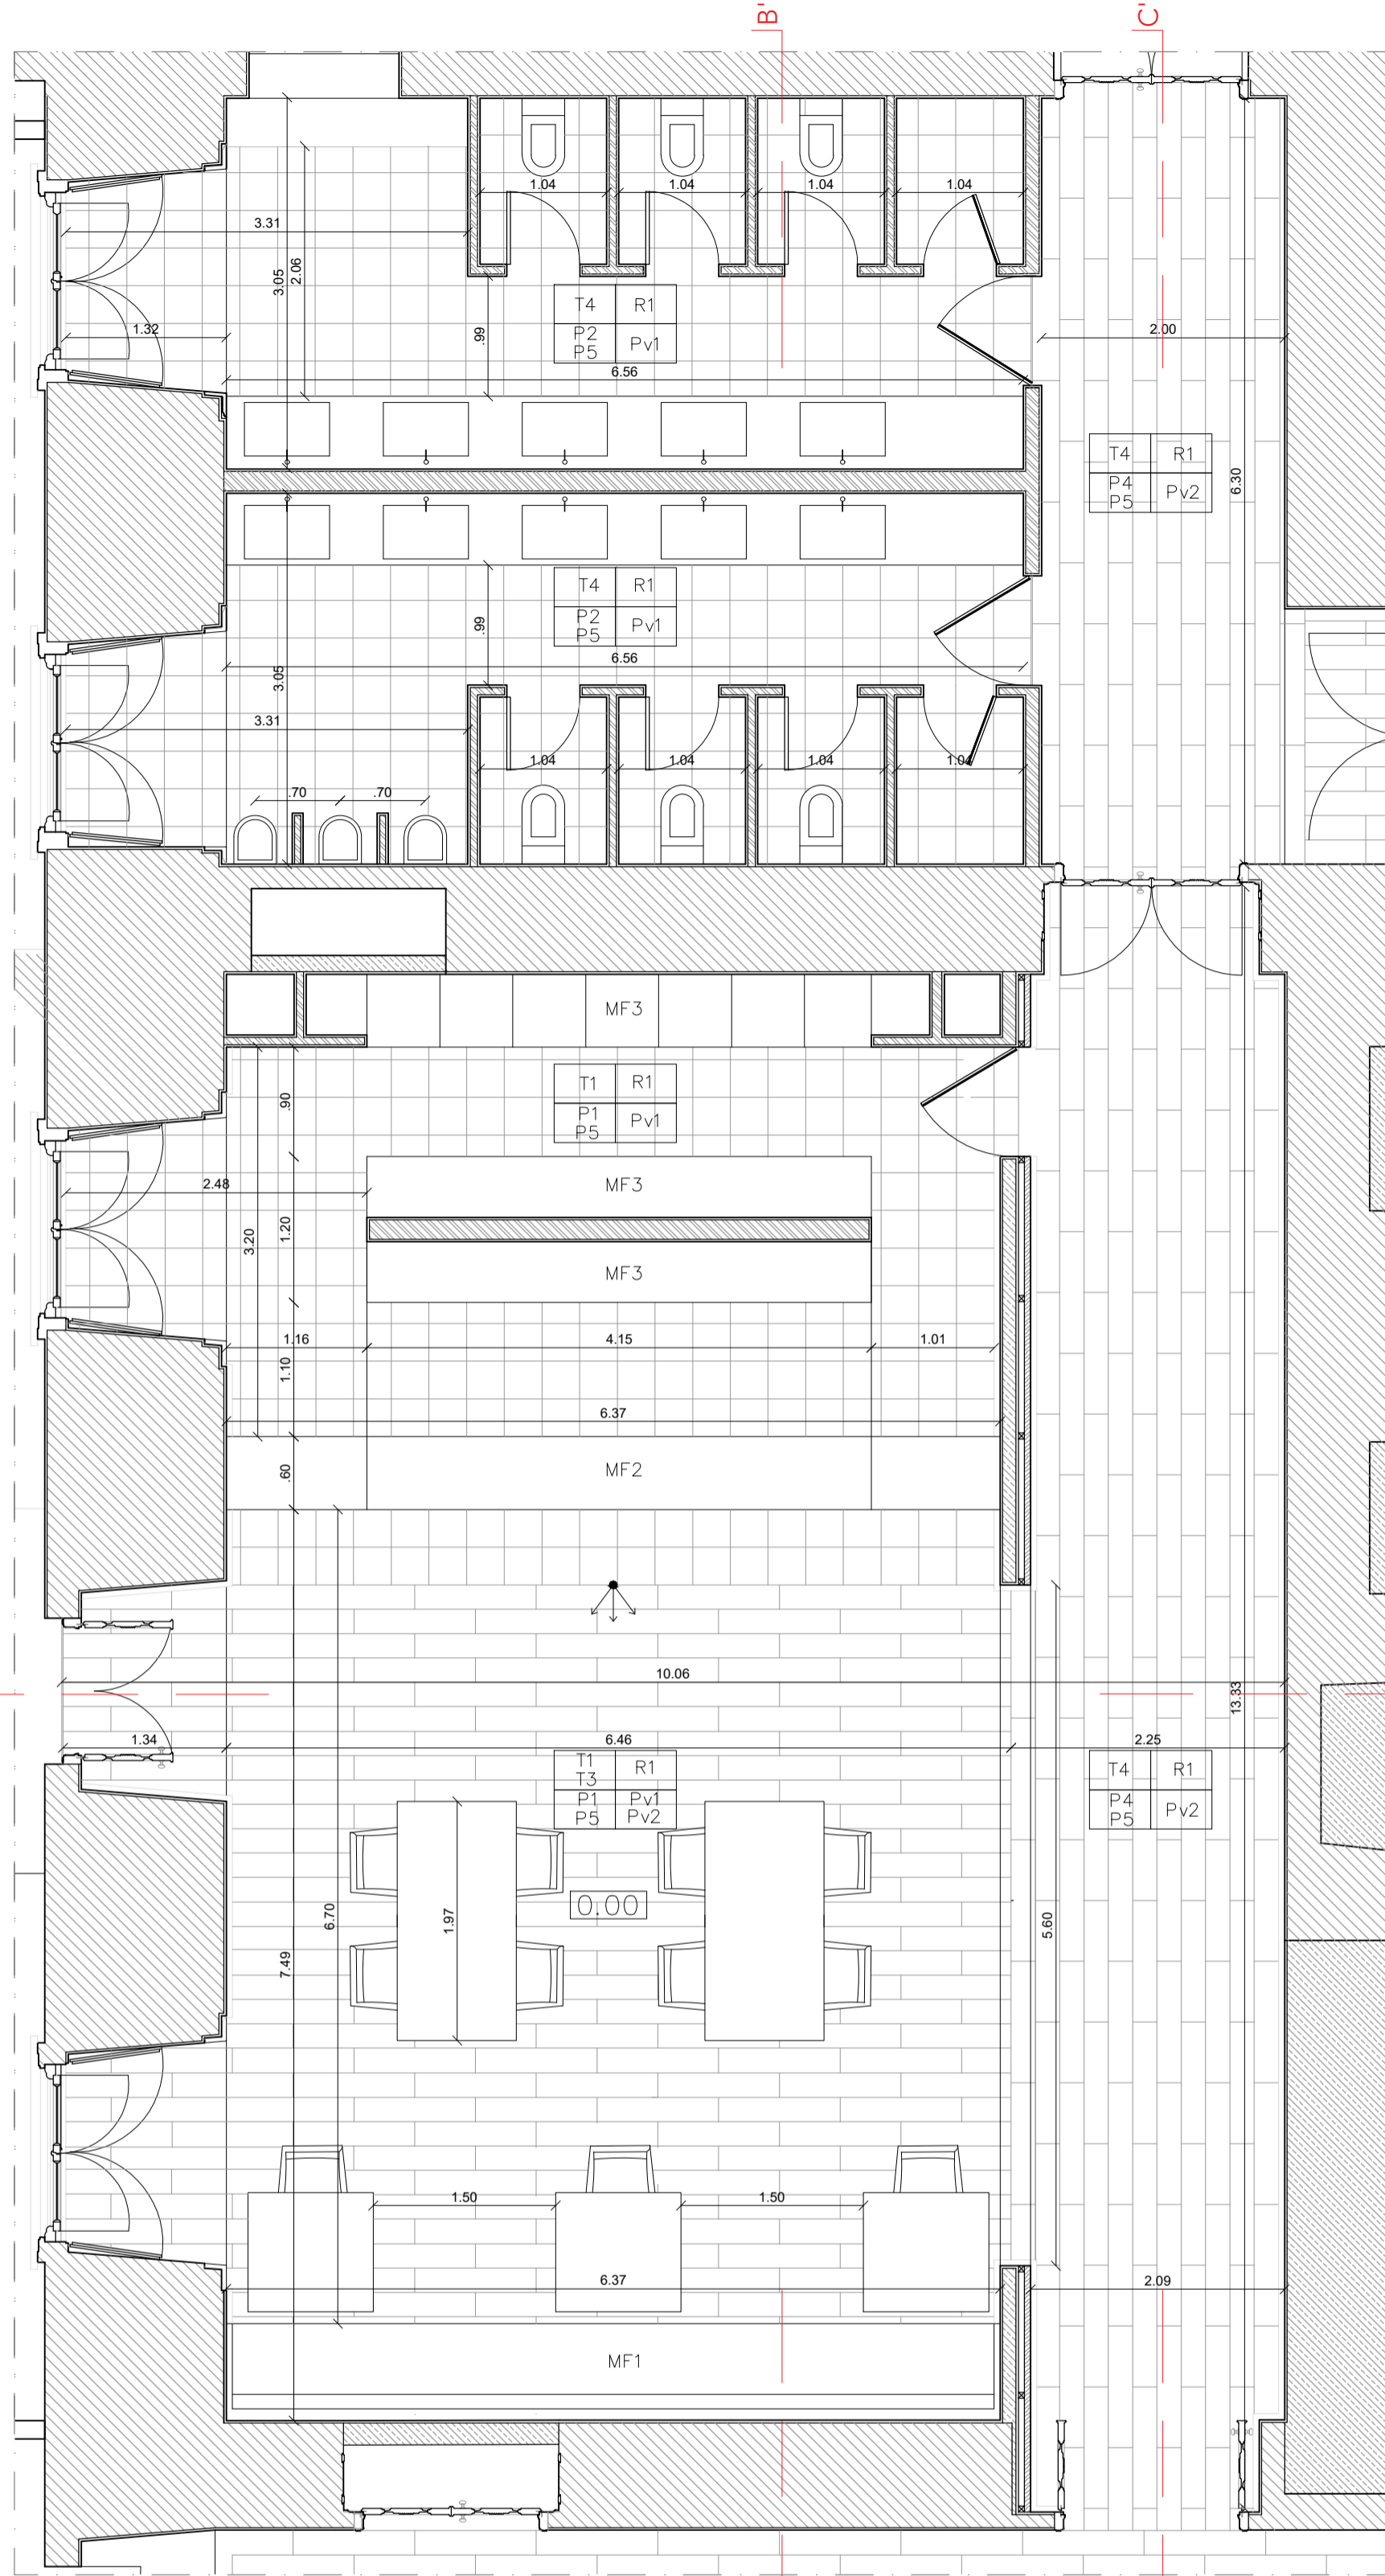 B'
C'
1.04
1.04
1.04
1.04
3.31
3.05
2.06
T4 R1
P2
P5
Pv1
.99
1.32
2.00
6.56
T4 R1
P4
P5
Pv2
6.30
T4 R1
P2
P5
Pv1
.99
6.56
3.05
3.31
1.04
1.04
1.04
1.04
.70
.70
MF3
T1 R1
P1
P5
Pv1
.90
MF3
2.48
3.20
1.20
MF3
1.16
4.15
1.01
1.10
6.37
MF2
.60
10.06
13.33
1.34
6.46
2.25
T1
T3
R1
P1
P5
Pv1
Pv2
T4 R1
P4
P5
Pv2
0.00
6.70
1.97
5.60
7.49
1.50
1.50
6.37
2.09
MF1